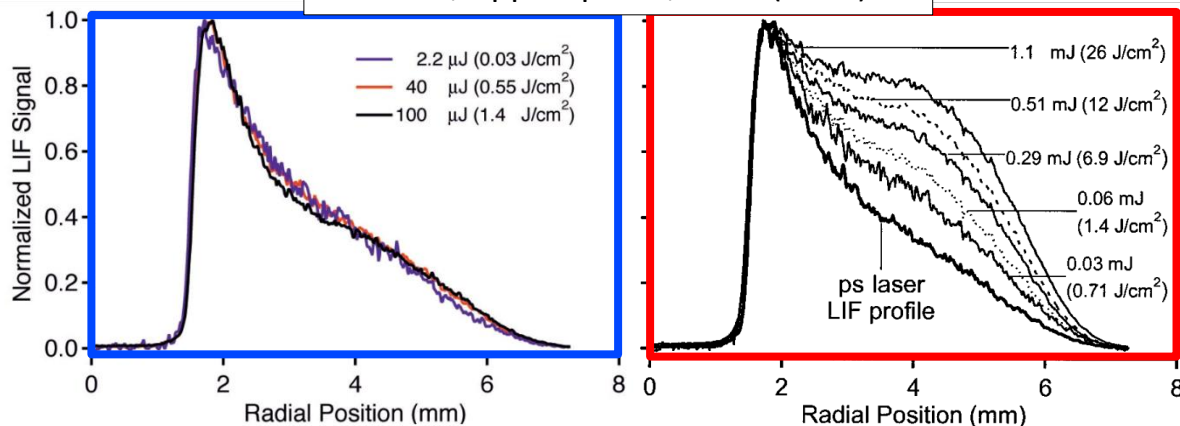 Normalized LIF Signal
1.0
0.8
0.6
0.4
0.2
0.0
0
2
4
6
8
Radial Position (mm)
2.2 μJ (0.03 J/cm²)
40 μJ (0.55 J/cm²)
100 μJ (1.4 J/cm²)
1.1 mJ (26 J/cm²)
0.51 mJ (12 J/cm²)
0.29 mJ (6.9 J/cm²)
0.06 mJ
(1.4 J/cm²)
0.03 mJ
(0.71 J/cm²)
ps laser
LIF profile
0
2
4
6
8
Radial Position (mm)